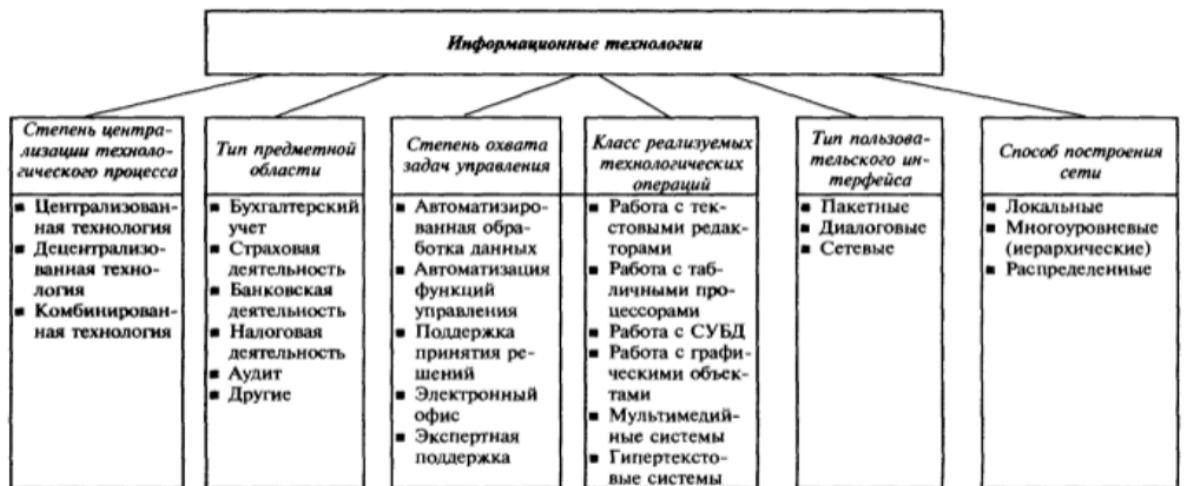 Информационные технологии
Степень центра-
лизации техноло-
гического процесса
■ Централизован-
ная технология
■ Децентрализо-
ванная техно-
логия
■ Комбинирован-
ная технология
Тип предметной
области
■ Бухгалтерский
учет
■ Страховая
деятельность
■ Банковская
деятельность
■ Налоговая
деятельность
■ Аудит
■ Другие
Степень охвата
задач управления
■ Автоматизиро-
ванная обра-
ботка данных
■ Автоматизация
функций
управления
■ Поддержка
принятия ре-
шений
■ Электронный
офис
■ Экспертная
поддержка
Класс реализуемых
технологических
операций
■ Работа с тек-
стовыми редак-
торами
■ Работа с таб-
личными про-
цессорами
■ Работа с СУБД
■ Работа с графи-
ческими объек-
тами
■ Мультимедий-
ные системы
■ Гипертексто-
вые системы
Тип пользова-
тельского ин-
терфейса
■ Пакетные
■ Диалоговые
■ Сетевые
Способ построения
сети
■ Локальные
■ Многоуровневые
(иерархические)
■ Распределенные